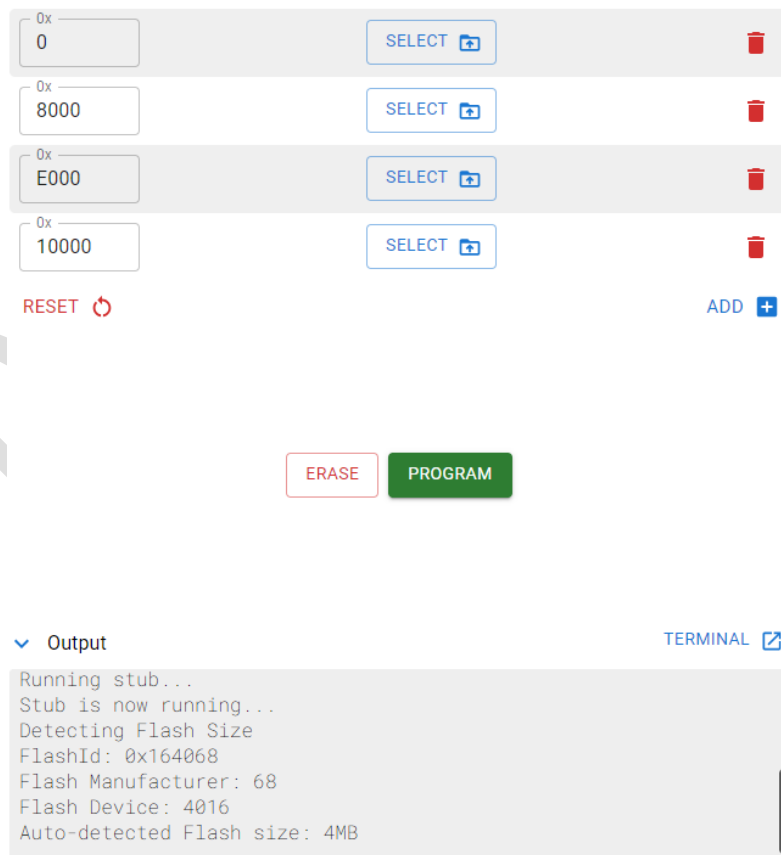 0x
0
SELECT
0x
8000
SELECT
0x
E000
SELECT
0x
10000
SELECT
RESET
ADD
ERASE
PROGRAM
Output
TERMINAL
Running stub...
Stub is now running...
Detecting Flash Size
FlashId: 0x164068
Flash Manufacturer: 68
Flash Device: 4016
Auto-detected Flash size: 4MB